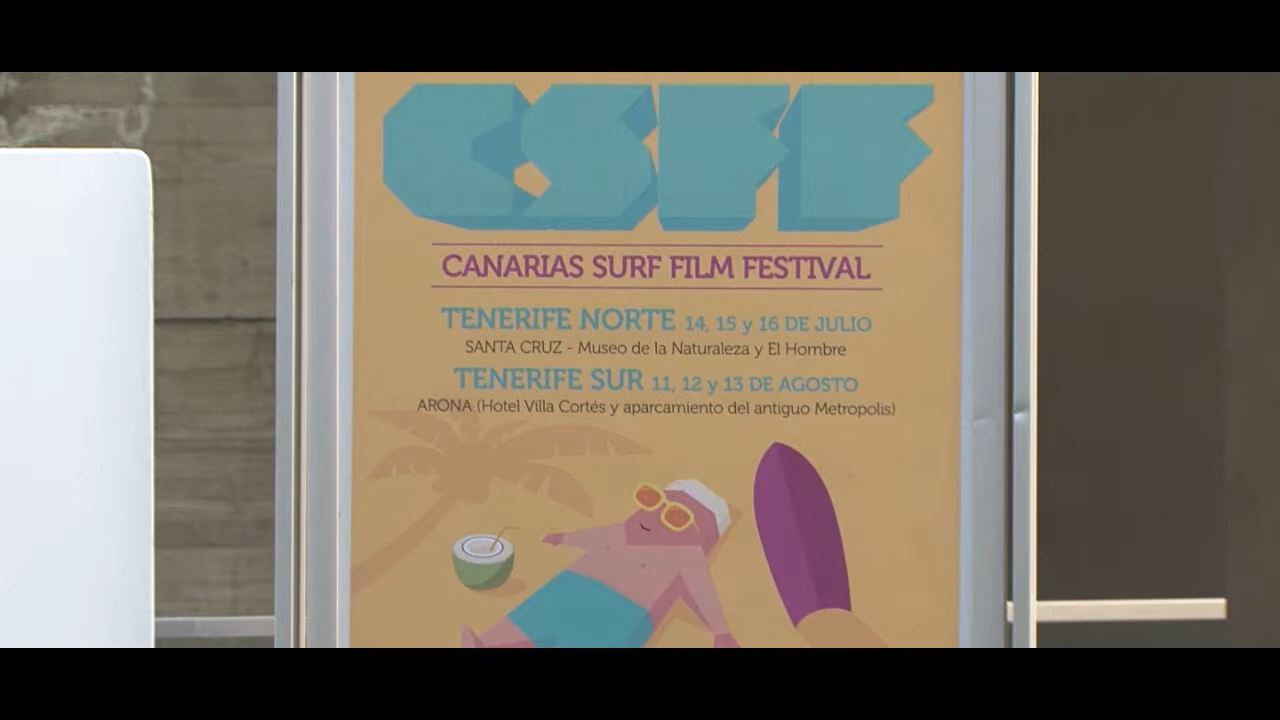 CSFF
CANARIAS SURF FILM FESTIVAL
TENERIFE NORTE 14, 15 y 16 DE JULIO
SANTA CRUZ - Museo de la Naturaleza y El Hombre
TENERIFE SUR 11, 12 y 13 DE AGOSTO
ARONA (Hotel Villa Cortés y aparcamiento del antiguo Metropolis)